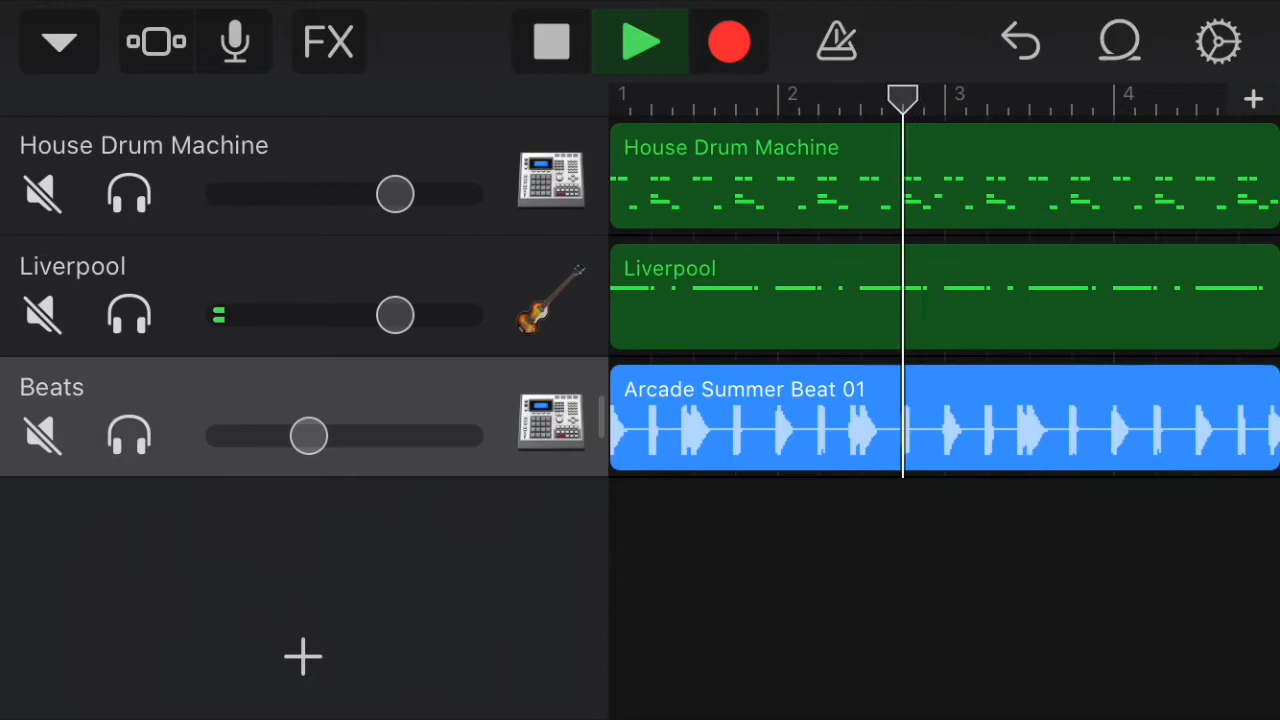 FX
1 2 3 4
House Drum Machine
House Drum Machine
Liverpool
Liverpool
Beats
Arcade Summer Beat 01